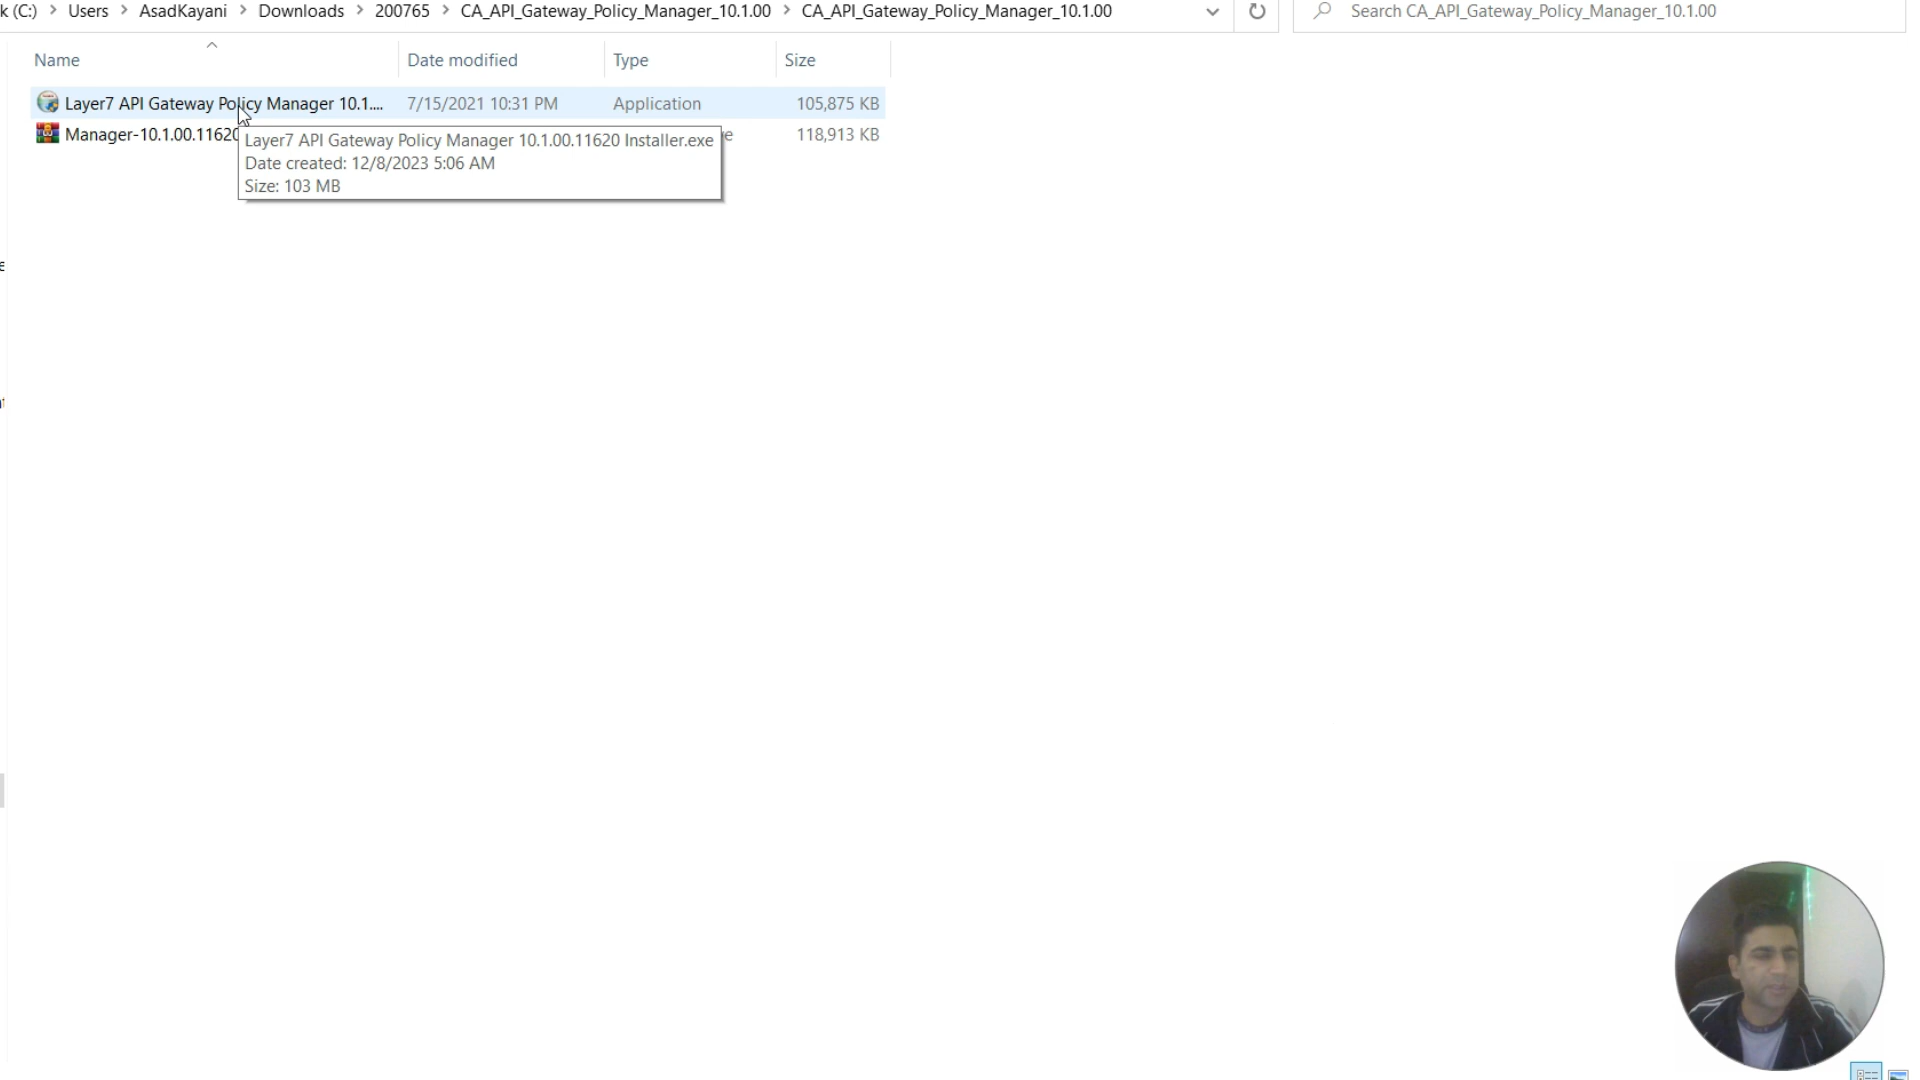 k (C:) > Users > AsadKayani > Downloads > 200765 > CA_API_Gateway_Policy_Manager_10.1.00 > CA_API_Gateway_Policy_Manager_10.1.00
Search CA_API_Gateway_Policy_Manager_10.1.00
Name Date modified Type Size
Layer7 API Gateway Policy Manager 10.1.... 7/15/2021 10:31 PM Application 105,875 KB
Manager-10.1.00.11620 118,913 KB
Layer7 API Gateway Policy Manager 10.1.00.11620 Installer.exe
Date created: 12/8/2023 5:06 AM
Size: 103 MB